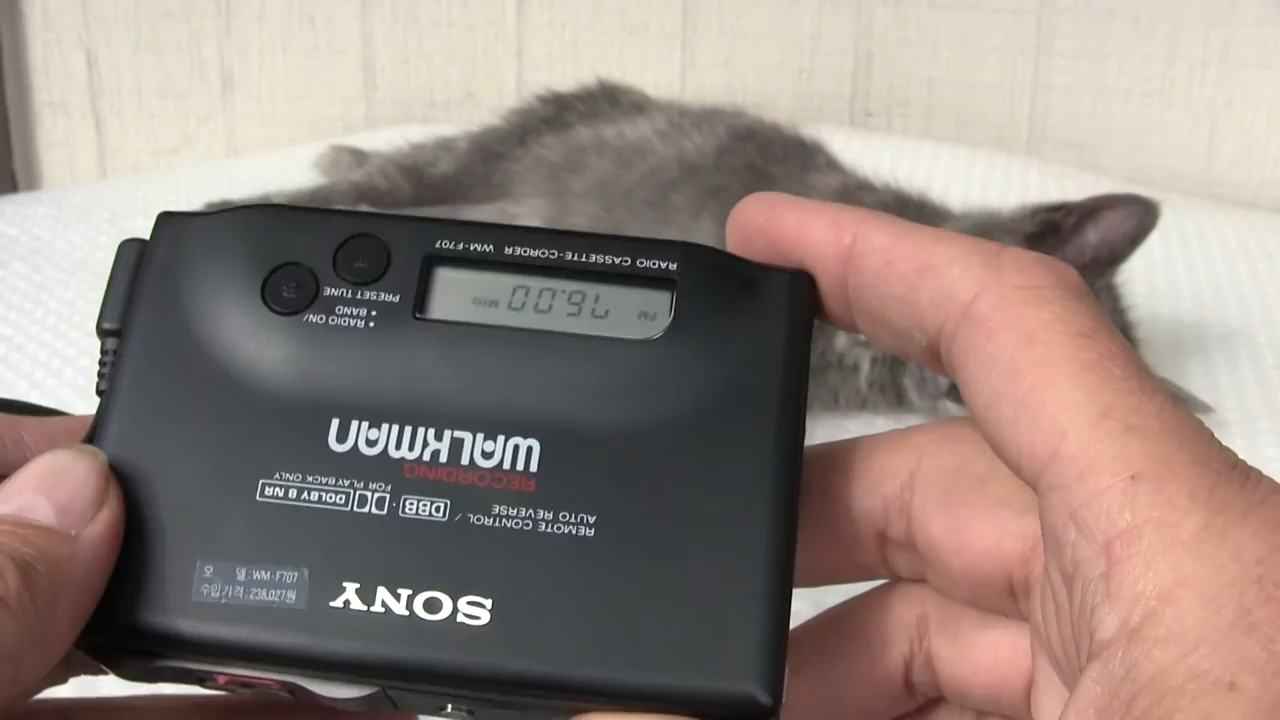 SONY
REMOTE CONTROL /
AUTO REVERSE
DBB · DOLBY B NR
FOR PLAYBACK ONLY
RECORDING
WALKMAN
• RADIO ON/
• BAND
PRESET TUNE
FM 76.00 MHz
RADIO CASSETTE-CORDER WM-F707
모 델:WM-F707
수입가격:238,027원